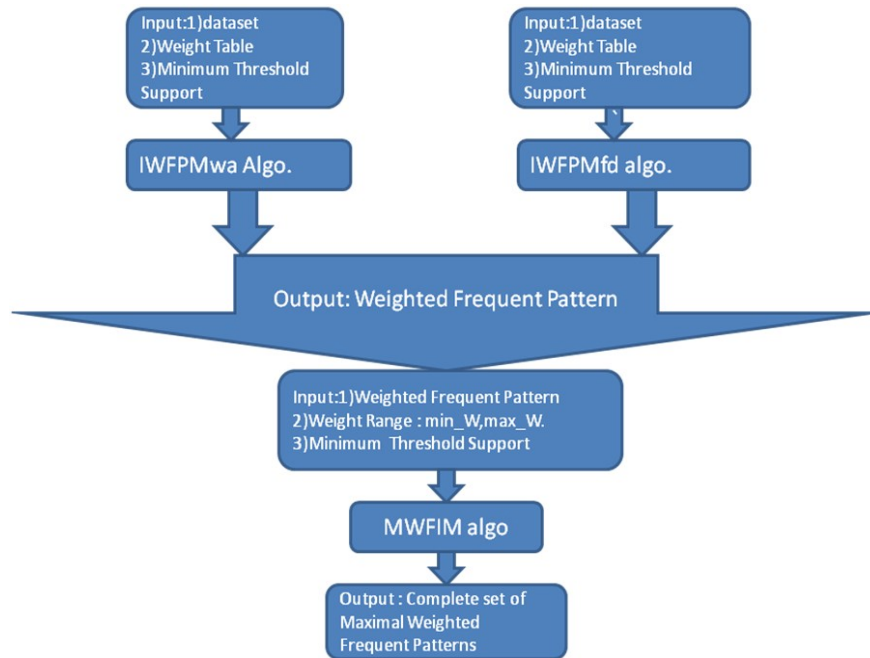 Input:1)dataset
2)Weight Table
3)Minimum Threshold
Support
Input:1)dataset
2)Weight Table
3)Minimum Threshold
Support
IWFPMwa Algo.
IWFPMfd algo.
Output: Weighted Frequent Pattern
Input:1)Weighted Frequent Pattern
2)Weight Range : min_W,max_W.
3)Minimum Threshold Support
MWFIM algo
Output : Complete set of
Maximal Weighted
Frequent Patterns